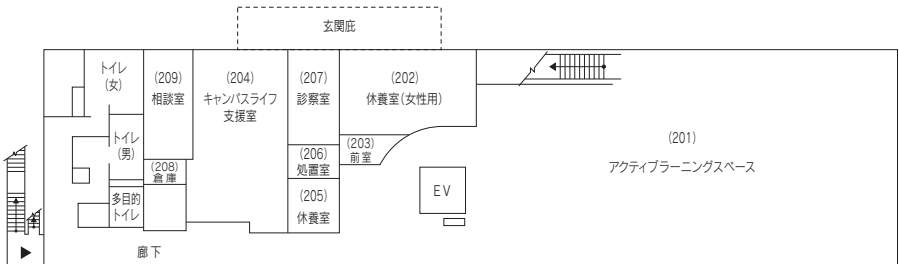 玄関庇
トイレ
(女)
(209)
相談室
(204)
キャンパスライフ
支援室
(207)
診察室
(202)
休養室(女性用)
トイレ
(男)
(208)
倉庫
(206)
処置室
(203)
前室
(201)
アクティブラーニングスペース
多目的
トイレ
(205)
休養室
EV
廊下